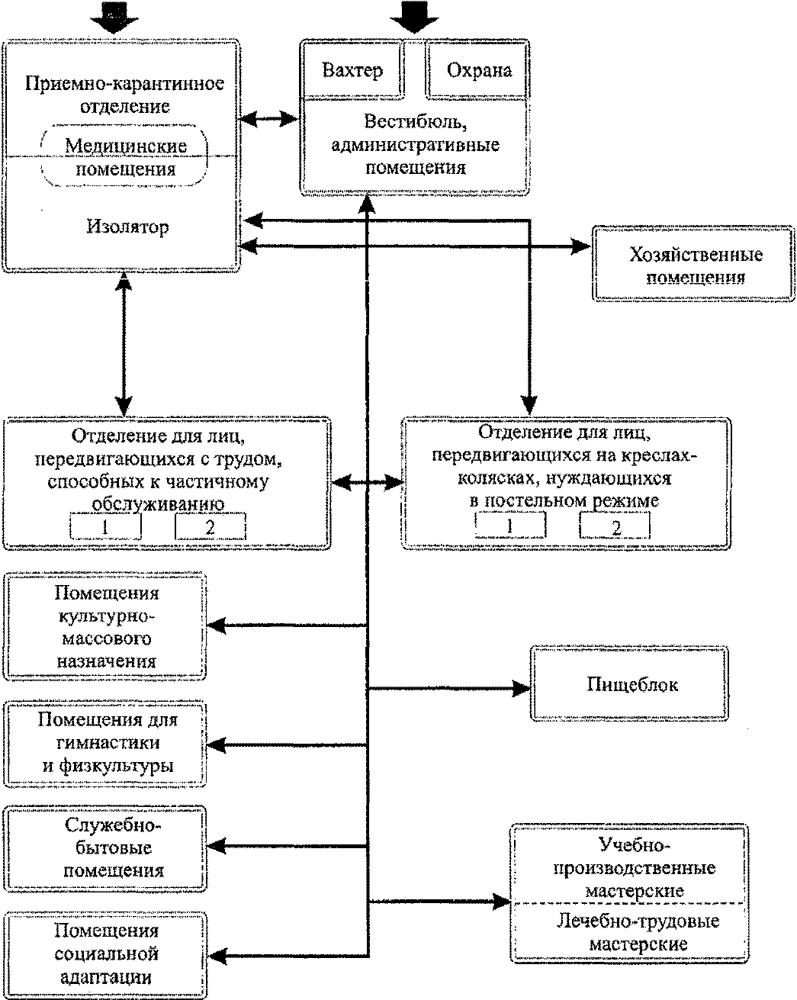 Приемно-карантинное
отделение
Медицинские
помещения
Изолятор
Вахтер
Охрана
Вестибюль,
административные
помещения
Хозяйственные
помещения
Отделение для лиц,
передвигающихся с трудом,
способных к частичному
обслуживанию
1
2
Отделение для лиц,
передвигающихся на креслах-
колясках, нуждающихся
в постельном режиме
1
2
Помещения
культурно-
массового
назначения
Пищеблок
Помещения для
гимнастики
и физкультуры
Служебно-
бытовые
помещения
Учебно-
производственные
мастерские
Лечебно-трудовые
мастерские
Помещения
социальной
адаптации